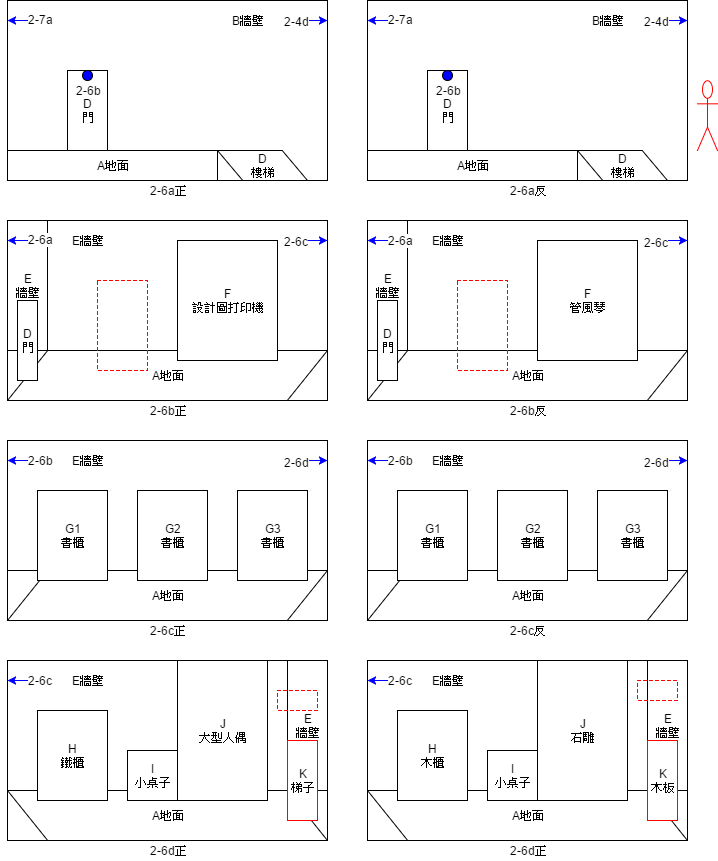 2-7a
B牆壁
2-4d
2-6b
D
門
A地面
D
樓梯
2-6a正
2-7a
B牆壁
2-4d
2-6b
D
門
A地面
D
樓梯
2-6a反
2-6a
E牆壁
2-6c
E
牆壁
D
門
F
設計圖打印機
A地面
2-6b正
2-6a
E牆壁
2-6c
E
牆壁
D
門
F
管風琴
A地面
2-6b反
2-6b
E牆壁
2-6d
G1
書櫃
G2
書櫃
G3
書櫃
A地面
2-6c正
2-6b
E牆壁
2-6d
G1
書櫃
G2
書櫃
G3
書櫃
A地面
2-6c反
2-6c
E牆壁
H
鐵櫃
I
小桌子
J
大型人偶
E
牆壁
K
梯子
A地面
2-6d正
2-6c
E牆壁
H
木櫃
I
小桌子
J
石雕
E
牆壁
K
木板
A地面
2-6d正